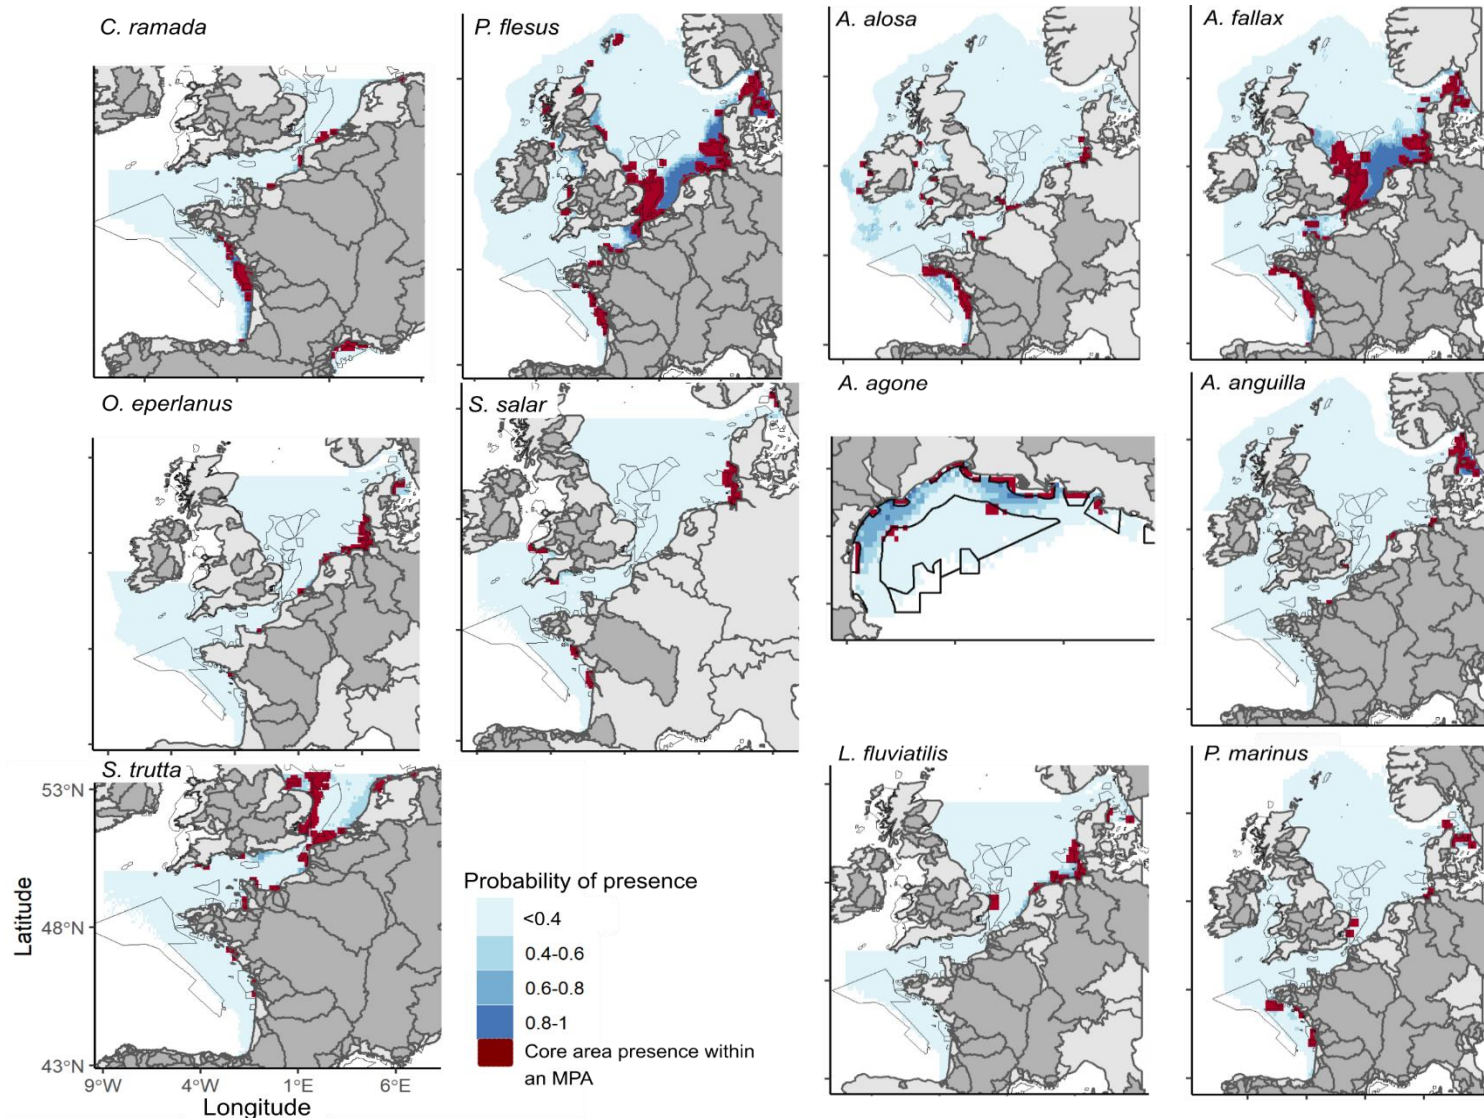 C. ramada
P. flesus
A. alosa
A. fallax
O. eperlanus
S. salar
A. agone
A. anguilla
S. trutta
L. fluviatilis
P. marinus
53°N
48°N
43°N
Latitude
9°W
4°W
1°E
6°E
Longitude
Probability of presence
<0.4
0.4-0.6
0.6-0.8
0.8-1
Core area presence within
an MPA